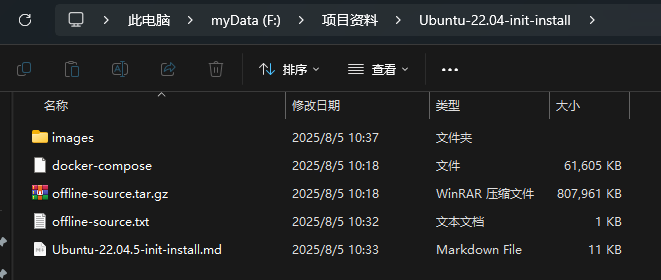 此电脑 > myData (F:) > 项目资料 > Ubuntu-22.04-init-install >
排序 查看 ...
名称 修改日期 类型 大小
images 2025/8/5 10:37 文件夹
docker-compose 2025/8/5 10:18 文件 61,605 KB
offline-source.tar.gz 2025/8/5 10:18 WinRAR 压缩文件 807,961 KB
offline-source.txt 2025/8/5 10:32 文本文档 1 KB
Ubuntu-22.04.5-init-install.md 2025/8/5 10:33 Markdown File 11 KB